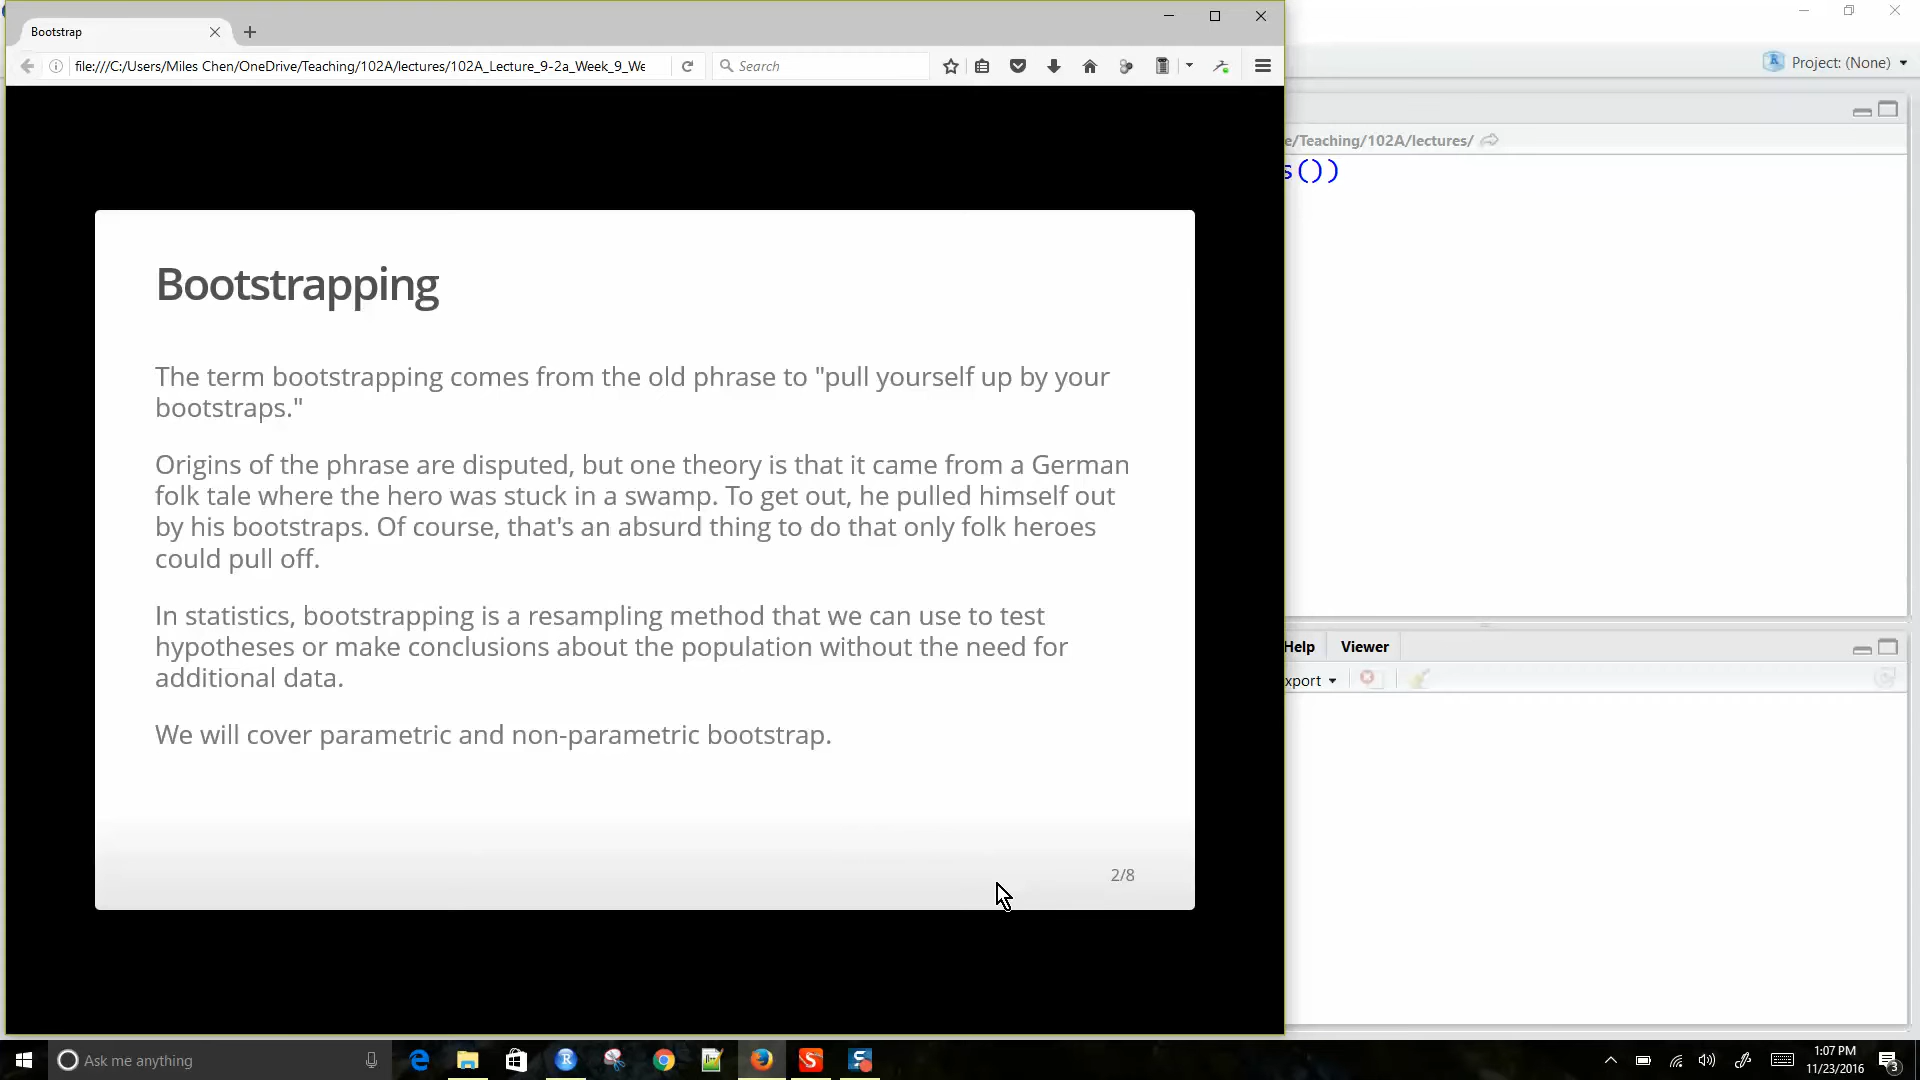 Bootstrap
file:///C:/Users/Miles Chen/OneDrive/Teaching/102A/lectures/102A_Lecture_9-2a_Week_9_We
Search
Project: (None)
e/Teaching/102A/lectures/
s())
Bootstrapping
The term bootstrapping comes from the old phrase to "pull yourself up by your
bootstraps."
Origins of the phrase are disputed, but one theory is that it came from a German
folk tale where the hero was stuck in a swamp. To get out, he pulled himself out
by his bootstraps. Of course, that's an absurd thing to do that only folk heroes
could pull off.
In statistics, bootstrapping is a resampling method that we can use to test
hypotheses or make conclusions about the population without the need for
additional data.
We will cover parametric and non-parametric bootstrap.
2/8
Help Viewer
xport
Ask me anything
1:07 PM
11/23/2016
3